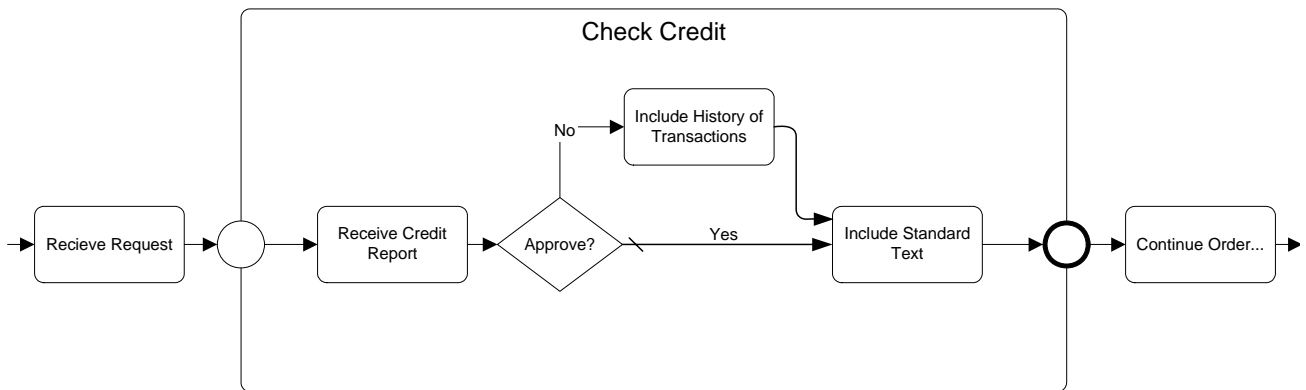 Check Credit
Include History of
Transactions
No
Recieve Request
Receive Credit
Report
Approve?
Yes
Include Standard
Text
Continue Order...